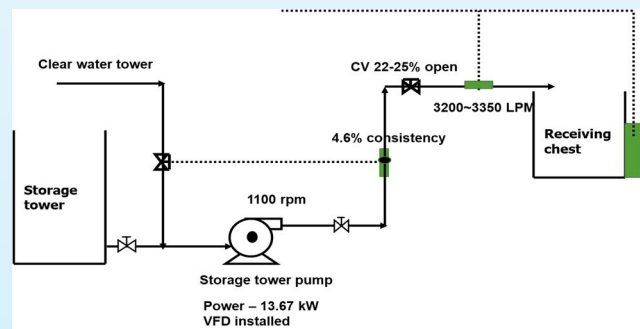 Clear water tower
CV 22-25% open
3200~3350 LPM
4.6% consistency
Receiving
chest
Storage
tower
1100 rpm
Storage tower pump
Power – 13.67 kW
VFD installed